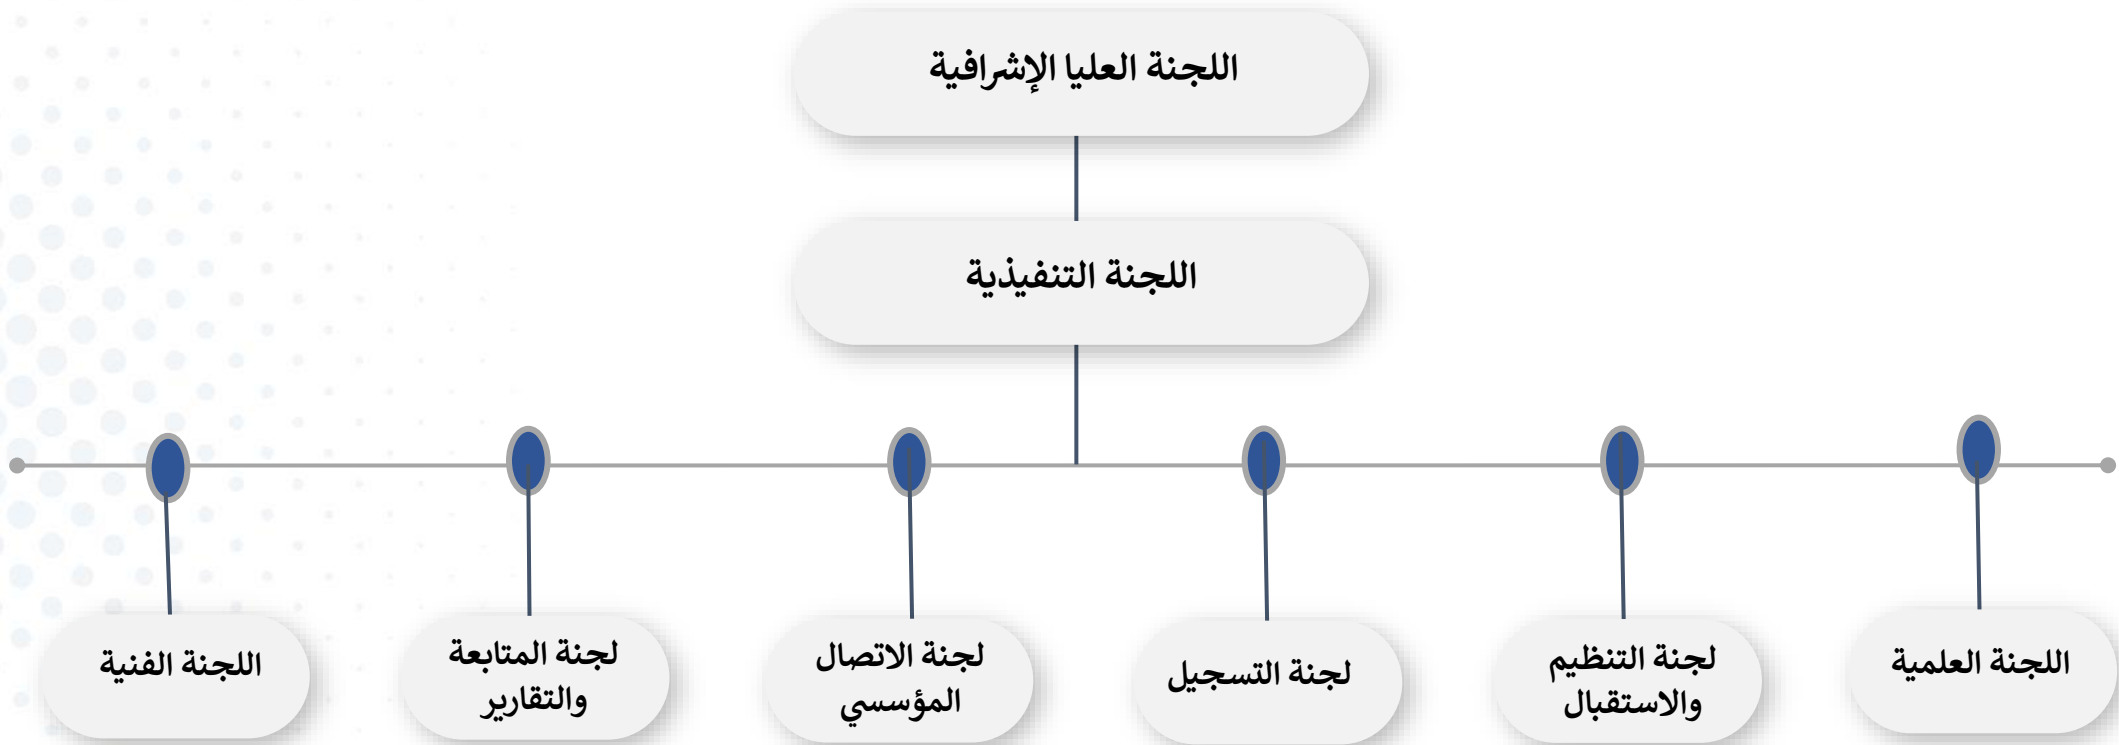 اللجنة العليا الإشرافية
اللجنة التنفيذية
اللجنة العلمية
لجنة التنظيم
والاستقبال
لجنة التسجيل
لجنة الاتصال
المؤسسي
لجنة المتابعة
والتقارير
اللجنة الفنية